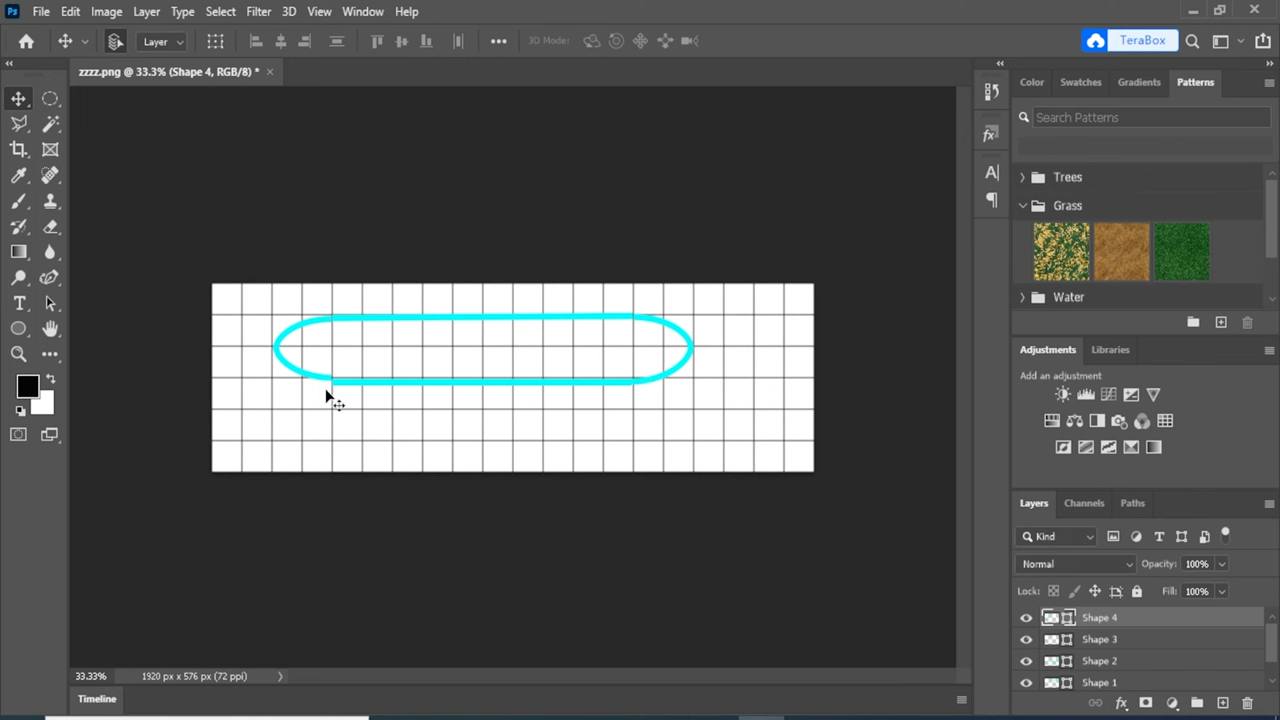 Ps File Edit Image Layer Type Select Filter 3D View Window Help
Layer 3D Mode: TeraBox
zzzz.png @ 33.3% (Shape 4, RGB/8) *
Color Swatches Gradients Patterns
Search Patterns
Trees
Grass
Water
Adjustments Libraries
Add an adjustment
Layers Channels Paths
Kind
Normal Opacity: 100%
Lock: Fill: 100%
Shape 4
Shape 3
Shape 2
Shape 1
33.33% 1920 px x 576 px (72 ppi)
Timeline